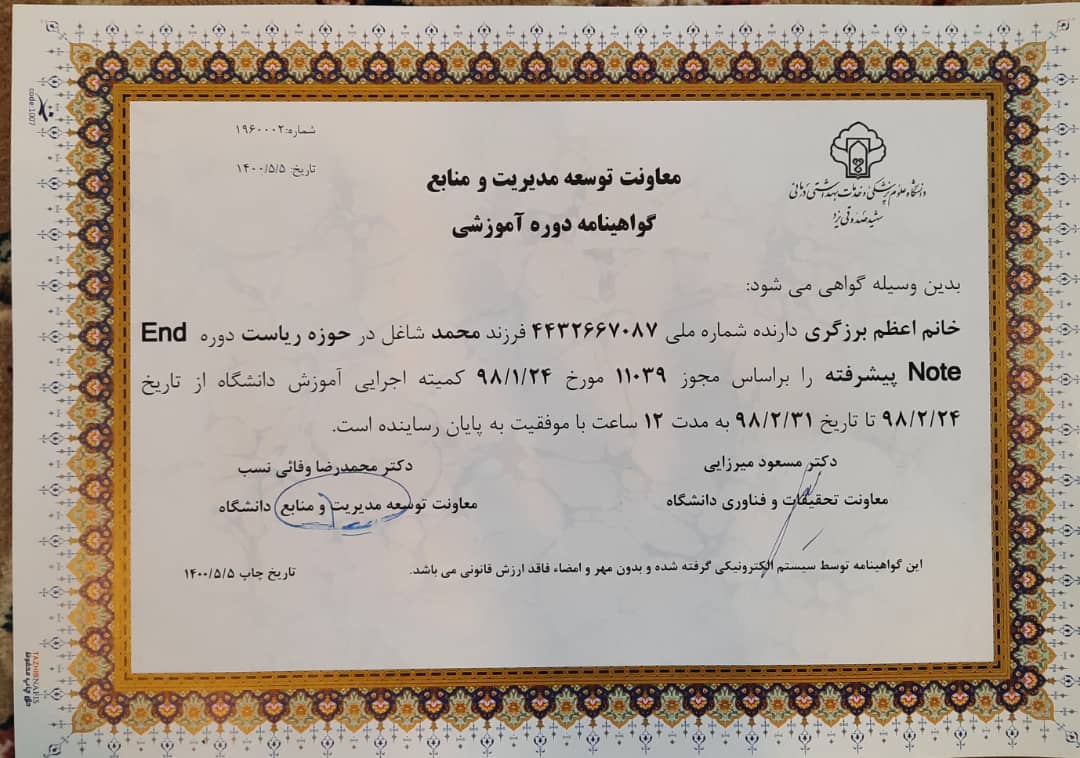 شماره: ۱۹۶۰۰۰۲
تاریخ: ۱۴۰۰/۵/۵
دانشگاه علوم پزشکی و خدمات بهداشتی درمانی
شهید صدوقی یزد
معاونت توسعه مدیریت و منابع
گواهینامه دوره آموزشی
بدین وسیله گواهی می شود:
خانم اعظم برزگری دارنده شماره ملی ۴۴۳۲۶۶۷۰۸۷ فرزند محمد شاغل در حوزه ریاست دوره End
Note پیشرفته را براساس مجوز ۱۱۰۳۹ مورخ ۹۸/۱/۲۴ کمیته اجرایی آموزش دانشگاه از تاریخ
۹۸/۲/۲۴ تا تاریخ ۹۸/۲/۳۱ به مدت ۱۲ ساعت با موفقیت به پایان رسانیده است.
دکتر مسعود میرزایی
معاونت تحقیقات و فناوری دانشگاه
دکتر محمدرضا وفائی نسب
معاونت توسعه مدیریت و منابع دانشگاه
این گواهینامه توسط سیستم الکترونیکی گرفته شده و بدون مهر و امضاء فاقد ارزش قانونی می باشد.
تاریخ چاپ ۱۴۰۰/۵/۵
code:1007
TAZHIBNAFIS